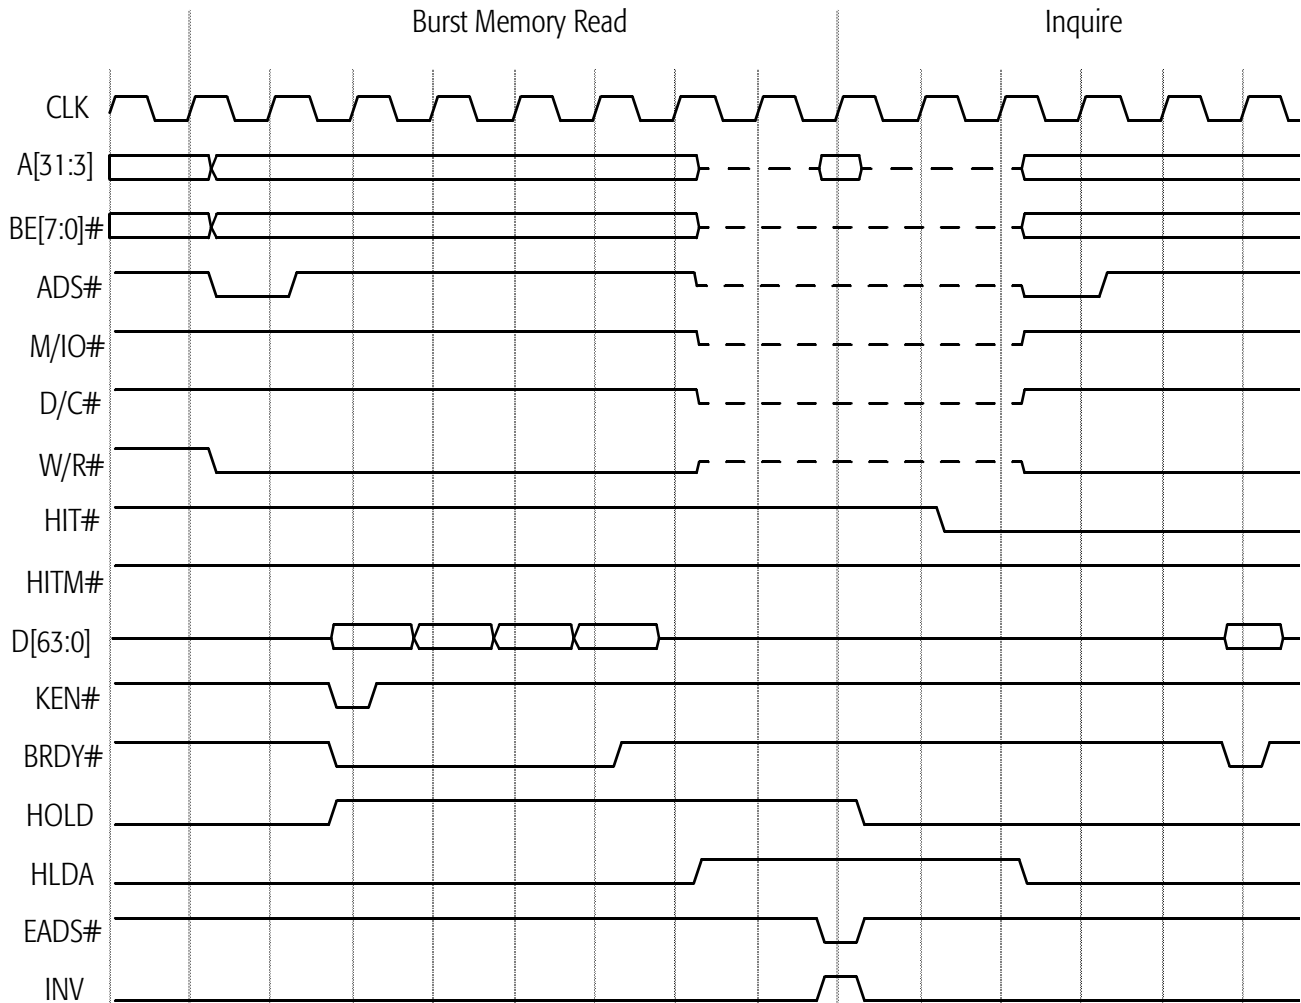 Burst Memory Read Inquire
CLK
A[31:3]
BE[7:0]#
ADS#
M/IO#
D/C#
W/R#
HIT#
HITM#
D[63:0]
KEN#
BRDY#
HOLD
HLDA
EADS#
INV